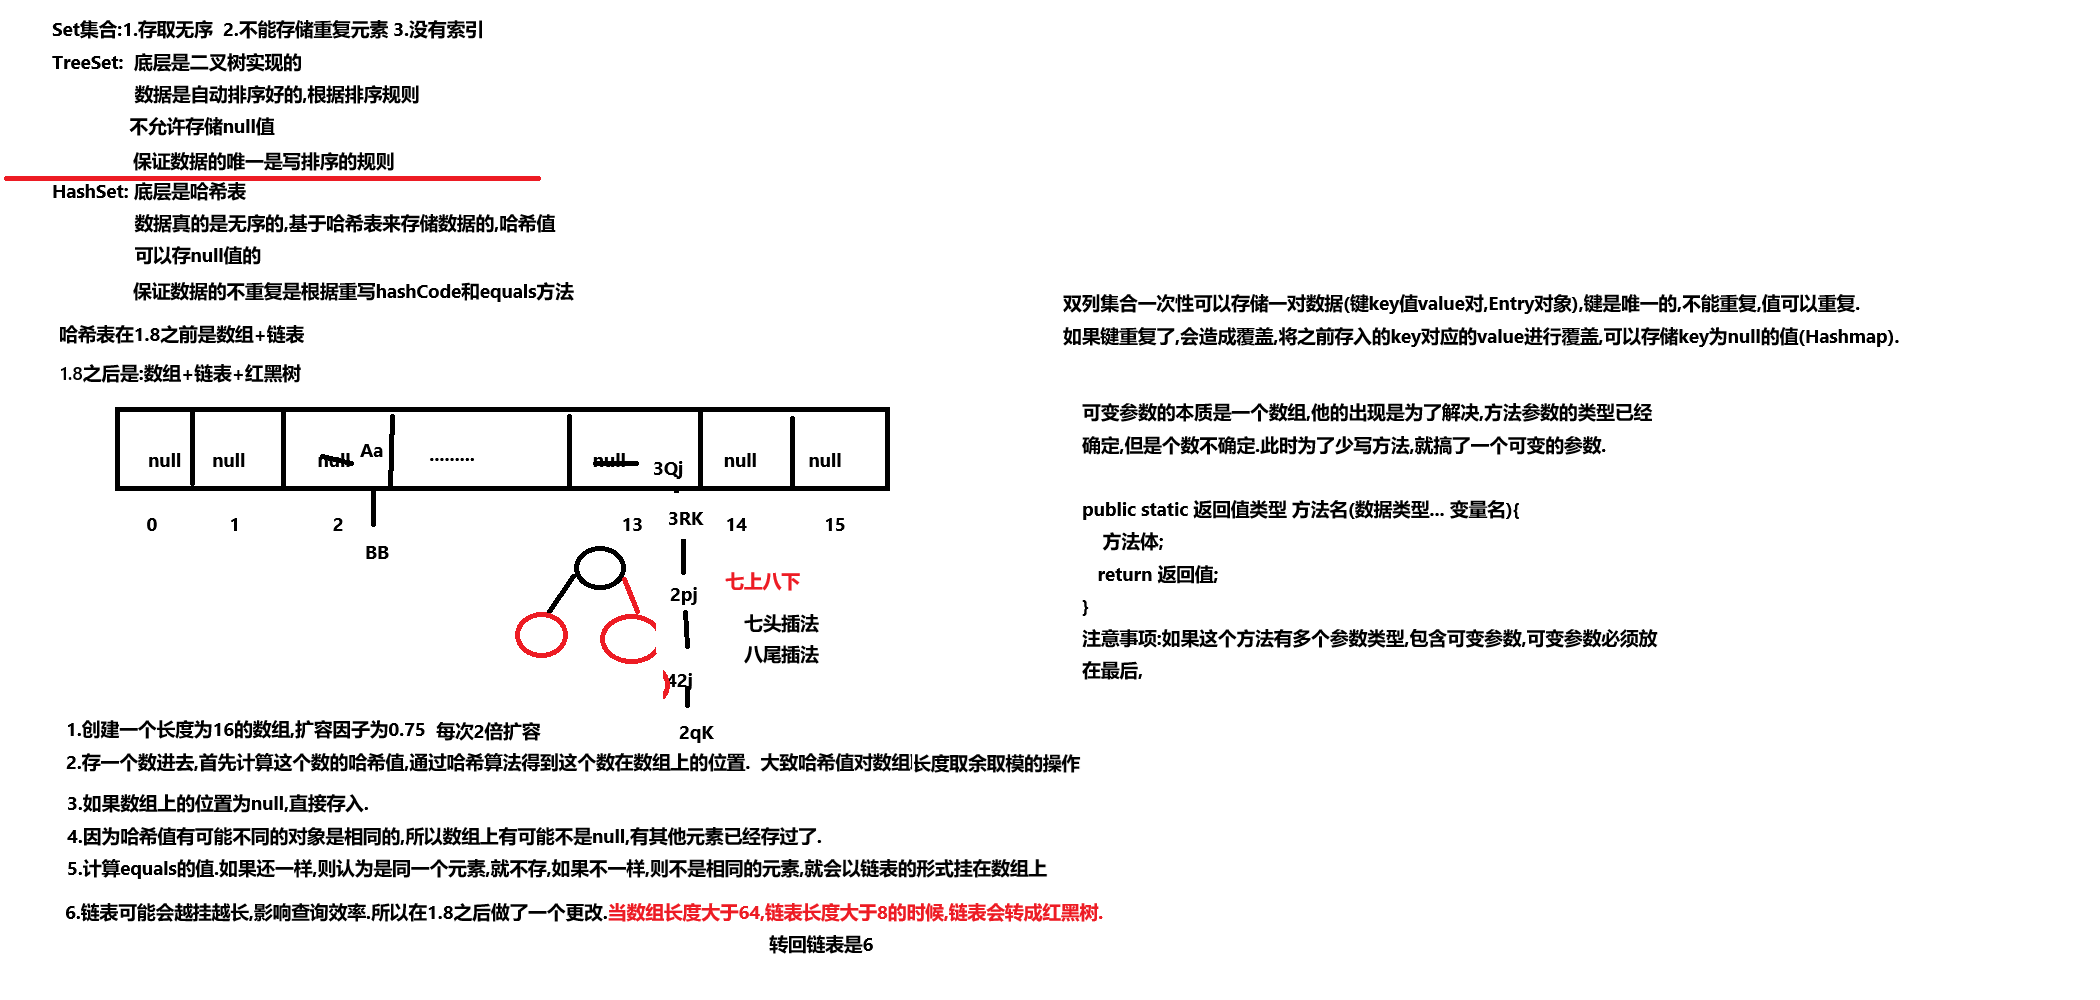 Set集合:1.存取无序  2.不能存储重复元素 3.没有索引
TreeSet:  底层是二叉树实现的
数据是自动排序好的,根据排序规则
不允许存储null值
保证数据的唯一是写排序的规则
HashSet: 底层是哈希表
数据真的是无序的,基于哈希表来存储数据的,哈希值
可以存null值的
保证数据的不重复是根据重写hashCode和equals方法
哈希表在1.8之前是数组+链表
1.8之后是:数组+链表+红黑树
null null null Aa ......... null 3Qj null null
0 1 2 13 3RK 14 15
BB
2pj
七上八下
七头插法
八尾插法
42j
2qK
1.创建一个长度为16的数组,扩容因子为0.75  每次2倍扩容
2.存一个数进去,首先计算这个数的哈希值,通过哈希算法得到这个数在数组上的位置.  大致哈希值对数组长度取余取模的操作
3.如果数组上的位置为null,直接存入.
4.因为哈希值有可能不同的对象是相同的,所以数组上有可能不是null,有其他元素已经存过了.
5.计算equals的值.如果还一样,则认为是同一个元素,就不存,如果不一样,则不是相同的元素,就会以链表的形式挂在数组上
6.链表可能会越挂越长,影响查询效率.所以在1.8之后做了一个更改.当数组长度大于64,链表长度大于8的时候,链表会转成红黑树.
转回链表是6
双列集合一次性可以存储一对数据(键key值value对,Entry对象),键是唯一的,不能重复,值可以重复.
如果键重复了,会造成覆盖,将之前存入的key对应的value进行覆盖,可以存储key为null的值(Hashmap).
可变参数的本质是一个数组,他的出现是为了解决,方法参数的类型已经
确定,但是个数不确定.此时为了少写方法,就搞了一个可变的参数.
public static 返回值类型 方法名(数据类型... 变量名){
方法体;
return 返回值;
}
注意事项:如果这个方法有多个参数类型,包含可变参数,可变参数必须放
在最后,